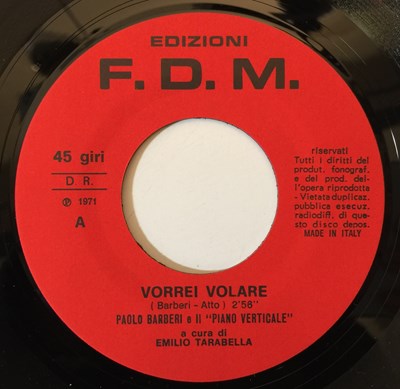 EDIZIONI
F. D. M.
45 giri
D. R.
℗ 1971
A
riservati
Tutti i diritti del
produt. fonograf.
e del prod. del-
l'opera riprodotta
- Vietata duplicaz.
pubblica esecuz.
radiodiff. di que-
sto disco depos.
MADE IN ITALY
VORREI VOLARE
( Barberi - Alto ) 2'58''
PAOLO BARBERI e il "PIANO VERTICALE"
a cura di
EMILIO TARABELLA